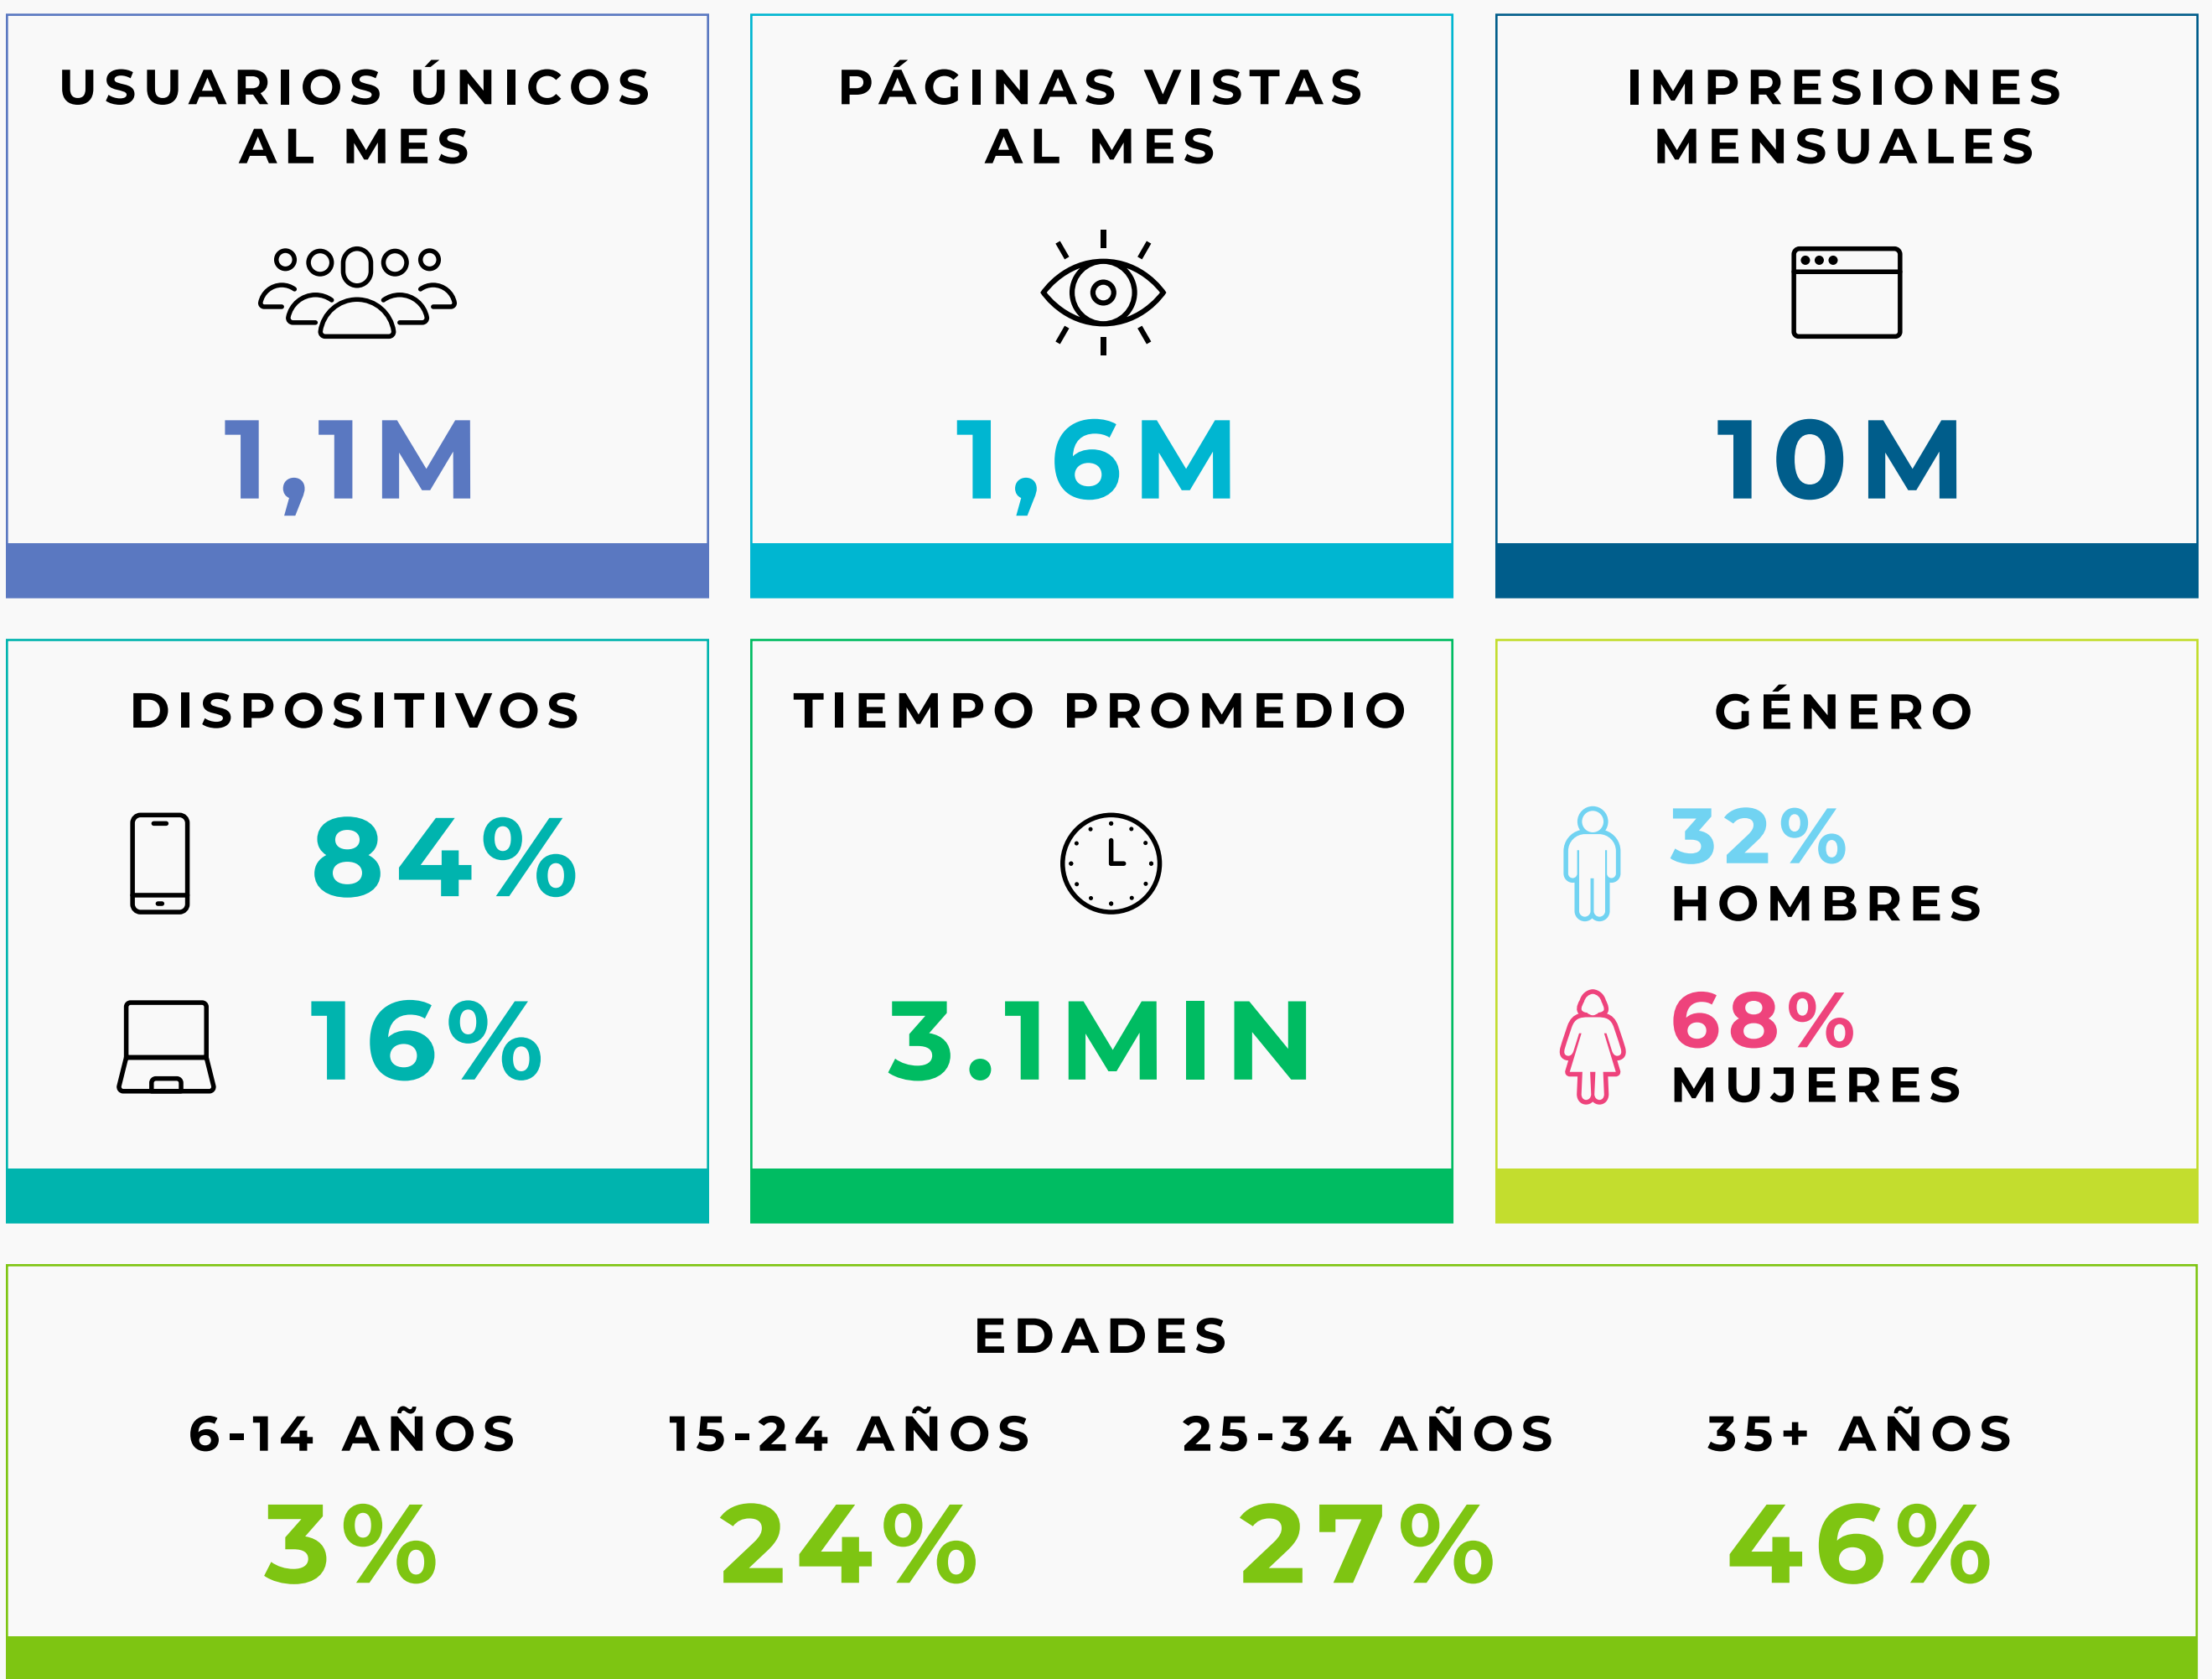 USUARIOS ÚNICOS
AL MES
1,1M
PÁGINAS VISTAS
AL MES
1,6M
IMPRESIONES
MENSUALES
10M
DISPOSITIVOS
84%
16%
TIEMPO PROMEDIO
3.1MIN
GÉNERO
32%
HOMBRES
68%
MUJERES
EDADES
6-14 AÑOS
3%
15-24 AÑOS
24%
25-34 AÑOS
27%
35+ AÑOS
46%